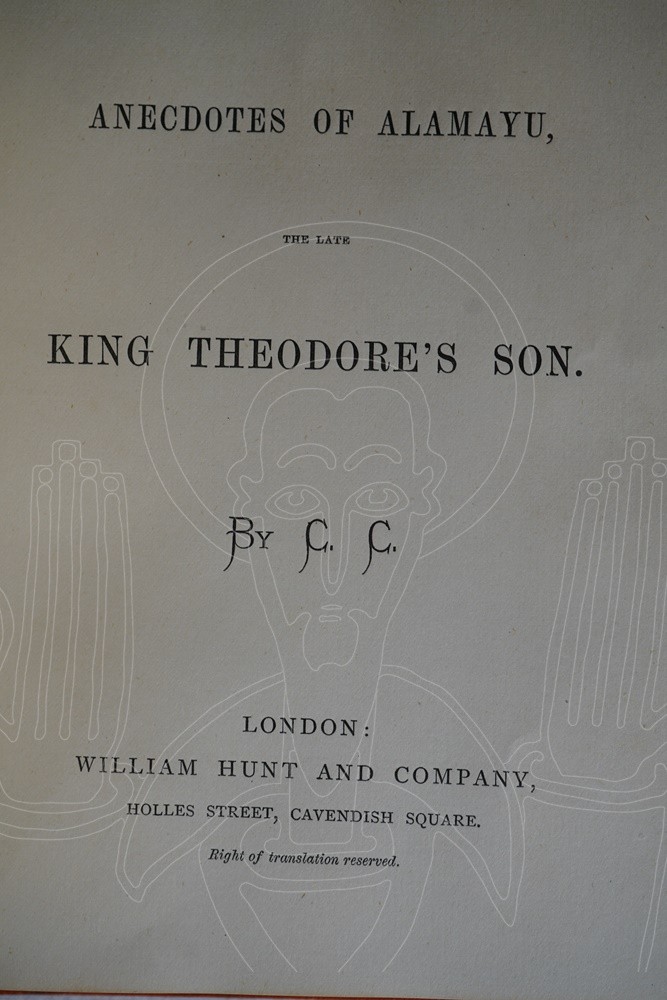 ANECDOTES OF ALAMAYU,
THE LATE
KING THEODORE'S SON.
By C. C.
LONDON:
WILLIAM HUNT AND COMPANY,
HOLLES STREET, CAVENDISH SQUARE.
Right of translation reserved.